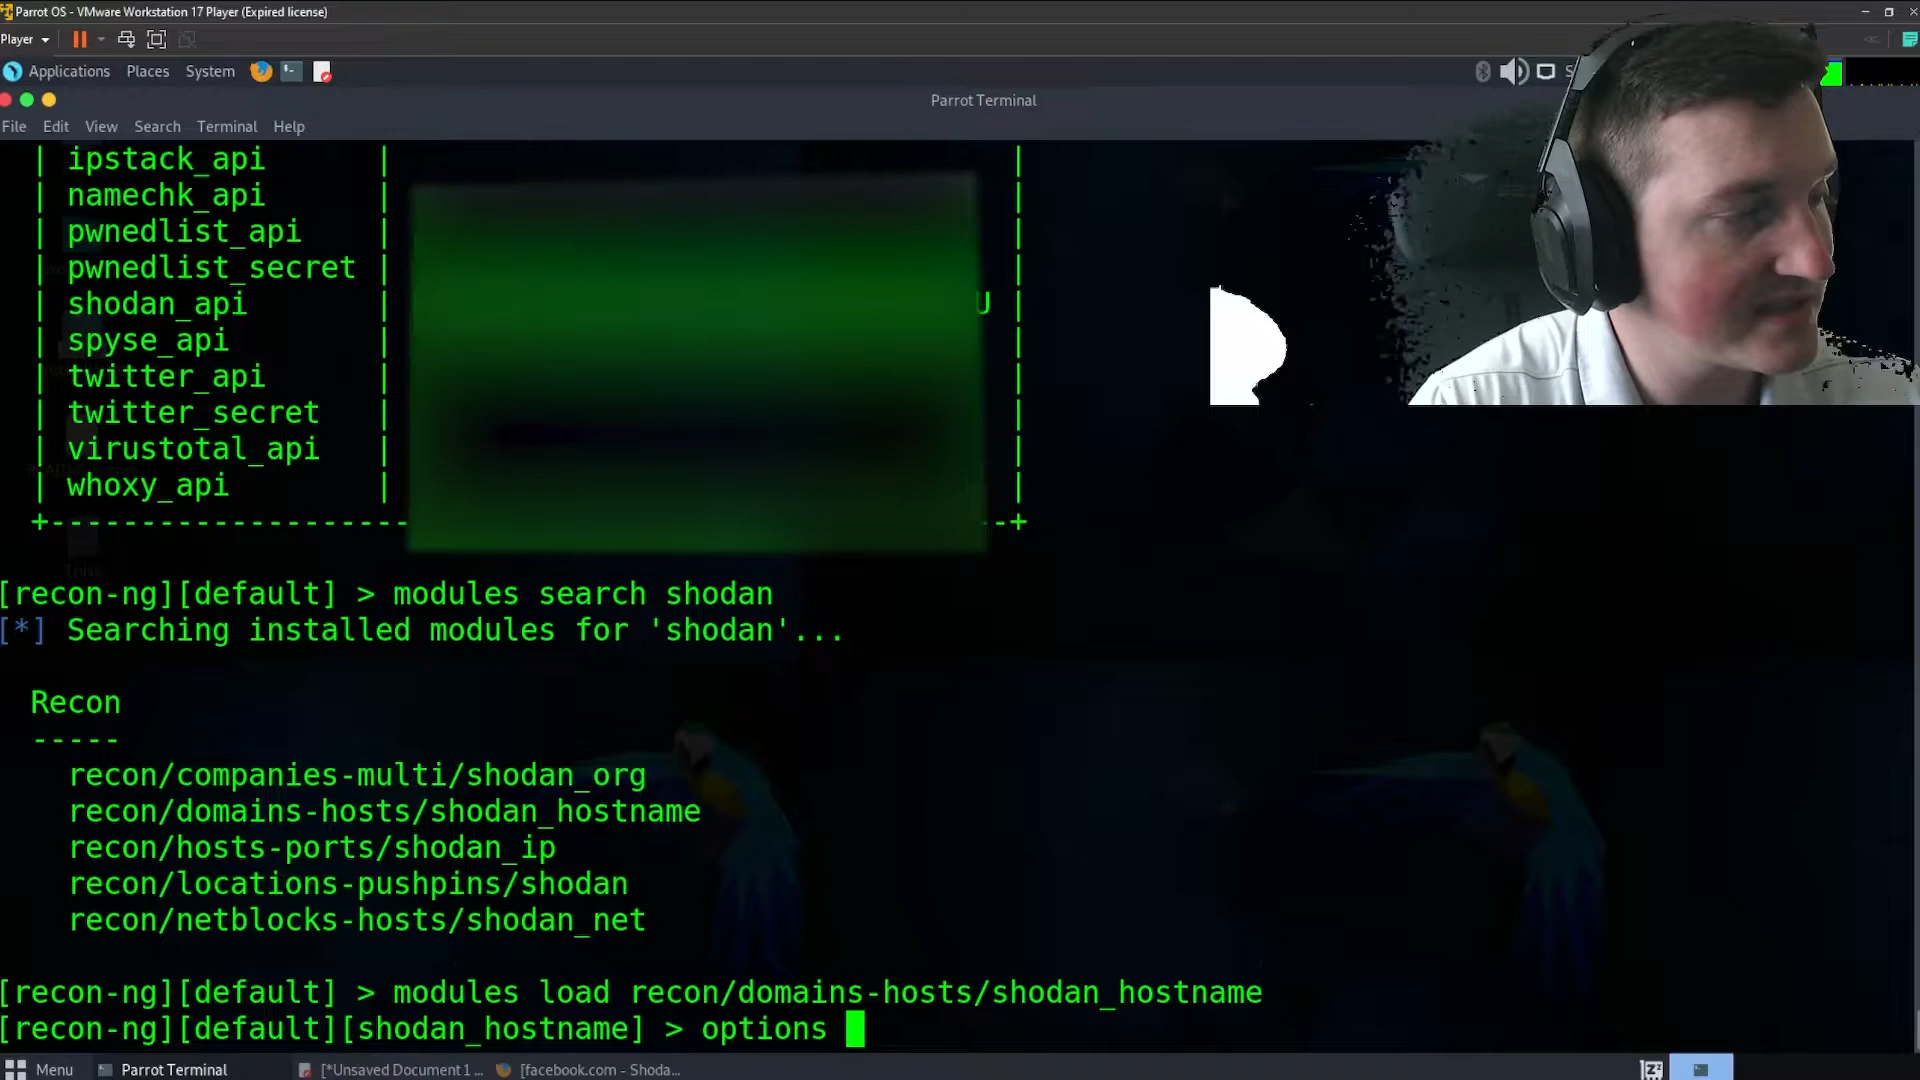 Parrot OS - VMware Workstation 17 Player (Expired license)
Player
Applications Places System
Parrot Terminal
File Edit View Search Terminal Help
| ipstack_api | |
| namechk_api | |
| pwnedlist_api | |
| pwnedlist_secret | |
| shodan_api | U |
| spyse_api | |
| twitter_api | |
| twitter_secret | |
| virustotal_api | |
| whoxy_api | |
[recon-ng][default] > modules search shodan
[*] Searching installed modules for 'shodan'...
Recon
-----
recon/companies-multi/shodan_org
recon/domains-hosts/shodan_hostname
recon/hosts-ports/shodan_ip
recon/locations-pushpins/shodan
recon/netblocks-hosts/shodan_net
[recon-ng][default] > modules load recon/domains-hosts/shodan_hostname
[recon-ng][default][shodan_hostname] > options
Menu Parrot Terminal [*Unsaved Document 1 ... [facebook.com - Shoda...